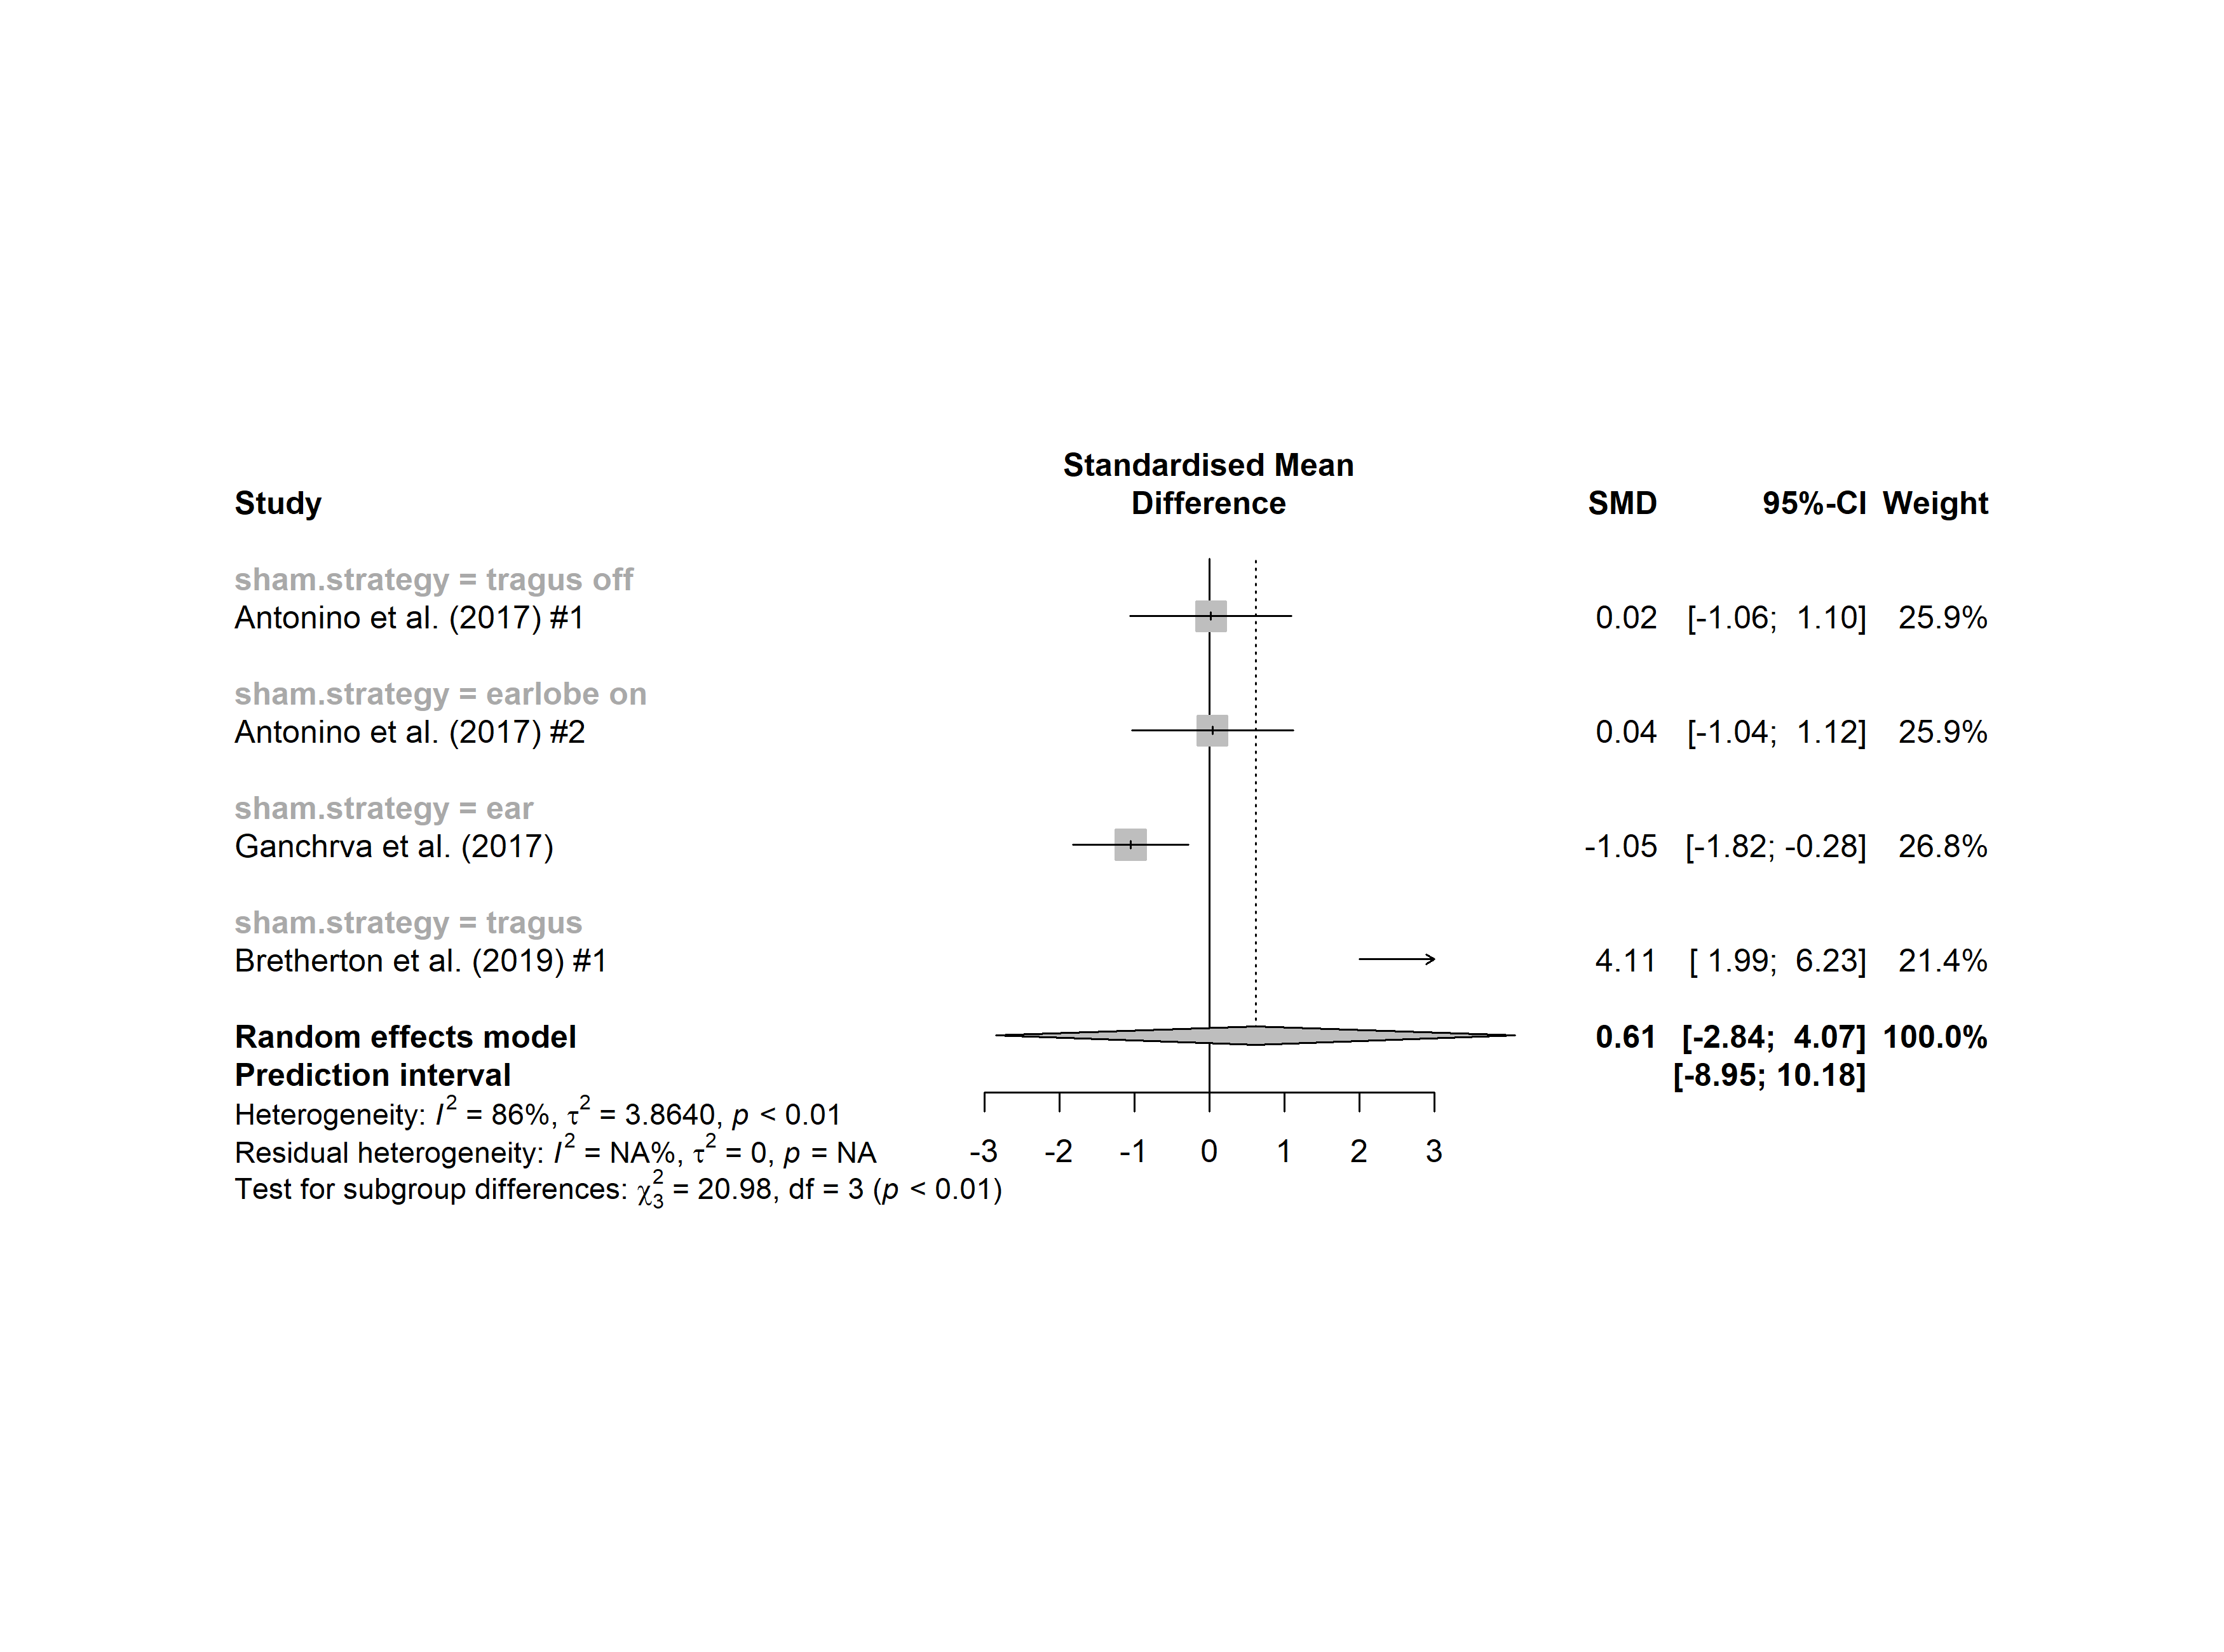 Standardised Mean
Study Difference SMD 95%-CI Weight
sham.strategy = tragus off
Antonino et al. (2017) #1 0.02 [-1.06; 1.10] 25.9%
sham.strategy = earlobe on
Antonino et al. (2017) #2 0.04 [-1.04; 1.12] 25.9%
sham.strategy = ear
Ganchrva et al. (2017) -1.05 [-1.82; -0.28] 26.8%
sham.strategy = tragus
Bretherton et al. (2019) #1 4.11 [ 1.99; 6.23] 21.4%
Random effects model 0.61 [-2.84; 4.07] 100.0%
Prediction interval [-8.95; 10.18]
Heterogeneity: I² = 86%, τ² = 3.8640, p < 0.01
Residual heterogeneity: I² = NA%, τ² = 0, p = NA
-3 -2 -1 0 1 2 3
Test for subgroup differences: χ²₃ = 20.98, df = 3 (p < 0.01)